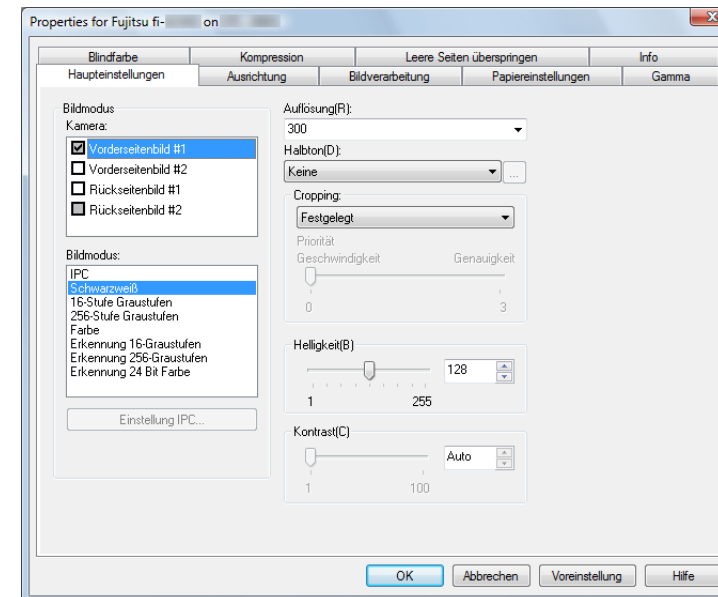 Properties for Fujitsu fi- on
Blindfarbe Kompression Leere Seiten überspringen Info
Haupteinstellungen Ausrichtung Bildverarbeitung Papiereinstellungen Gamma
Bildmodus
Kamera:
Vorderseitenbild #1
Vorderseitenbild #2
Rückseitenbild #1
Rückseitenbild #2
Bildmodus:
IPC
Schwarzweiß
16-Stufe Graustufen
256-Stufe Graustufen
Farbe
Erkennung 16-Graustufen
Erkennung 256-Graustufen
Erkennung 24 Bit Farbe
Einstellung IPC...
Auflösung(R):
300
Halbton(D):
Keine ...
Cropping:
Festgelegt
Priorität
Geschwindigkeit Genauigkeit
0 3
Helligkeit(B)
128
1 255
Kontrast(C)
Auto
1 100
OK Abbrechen Voreinstellung Hilfe